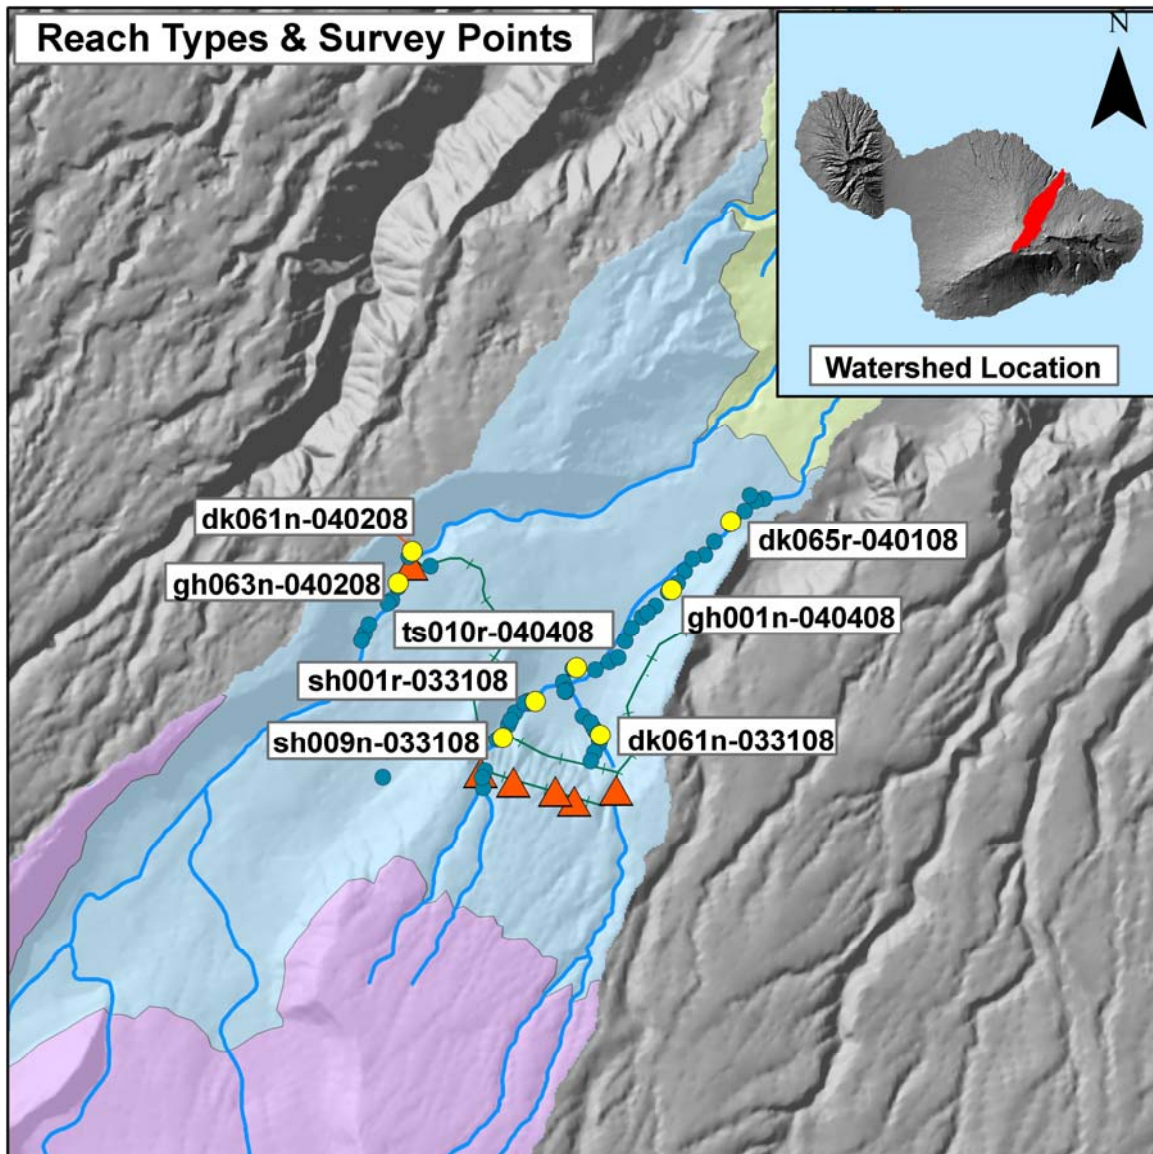 Reach Types & Survey Points
N
Watershed Location
dk061n-040208
dk065r-040108
gh063n-040208
gh001n-040408
ts010r-040408
sh001r-033108
sh009n-033108
dk061n-033108